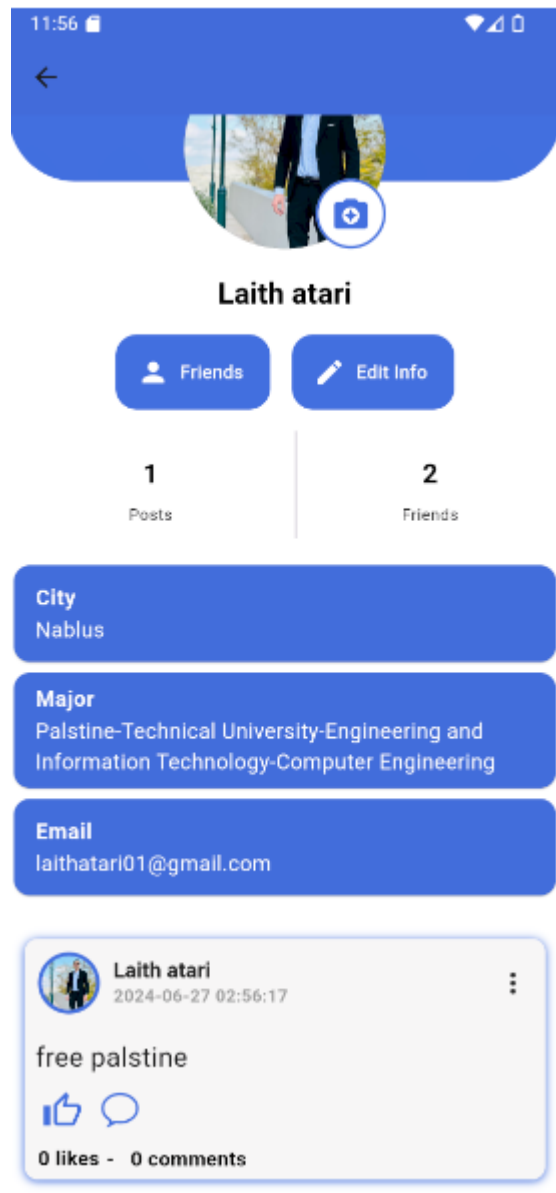 11:56
Laith atari
Friends
Edit Info
1
Posts
2
Friends
City
Nablus
Major
Palstine-Technical University-Engineering and
Information Technology-Computer Engineering
Email
laithatari01@gmail.com
Laith atari
2024-06-27 02:56:17
free palstine
0 likes - 0 comments